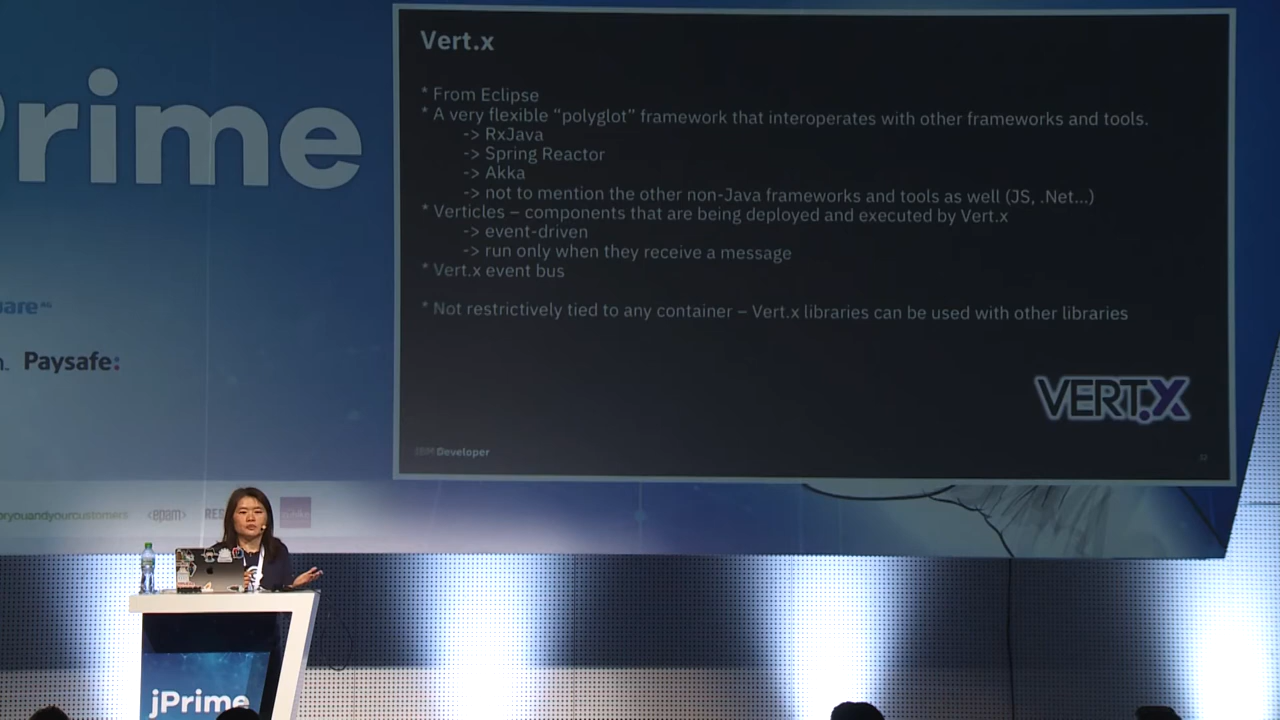 Prime
Vert.x
* From Eclipse
* A very flexible “polyglot” framework that interoperates with other frameworks and tools.
-> RxJava
-> Spring Reactor
-> Akka
-> not to mention the other non-Java frameworks and tools as well (JS, .Net...)
* Verticles – components that are being deployed and executed by Vert.x
-> event-driven
-> run only when they receive a message
* Vert.x event bus
* Not restrictively tied to any container – Vert.x libraries can be used with other libraries
VERT.X
IBM Developer
Paysafe:
youandyourcustomers
<epam>
jPrime